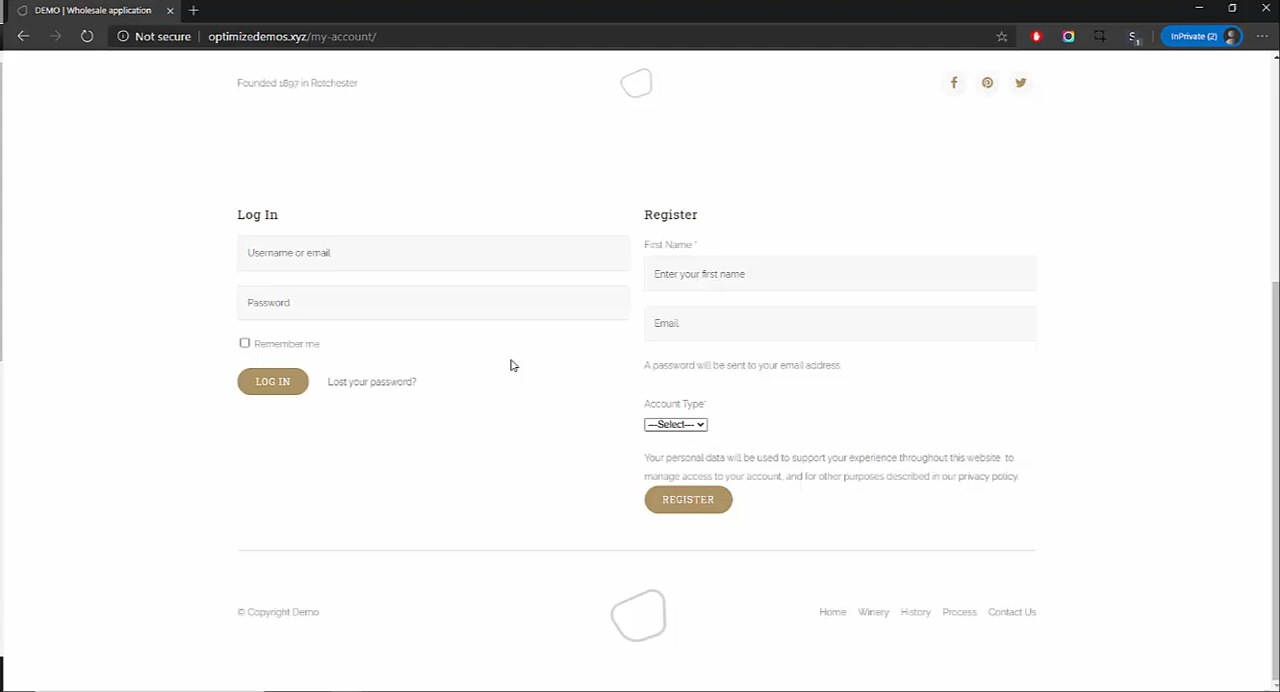 DEMO | Wholesale application
Not secure | optimizedemos.xyz/my-account/
InPrivate (2)
Founded 1897 in Rotchester
Log In
Username or email
Password
Remember me
LOG IN
Lost your password?
Register
First Name *
Enter your first name
Email
A password will be sent to your email address.
Account Type*
---Select---
Your personal data will be used to support your experience throughout this website, to
manage access to your account, and for other purposes described in our privacy policy.
REGISTER
© Copyright Demo
Home Winery History Process Contact Us